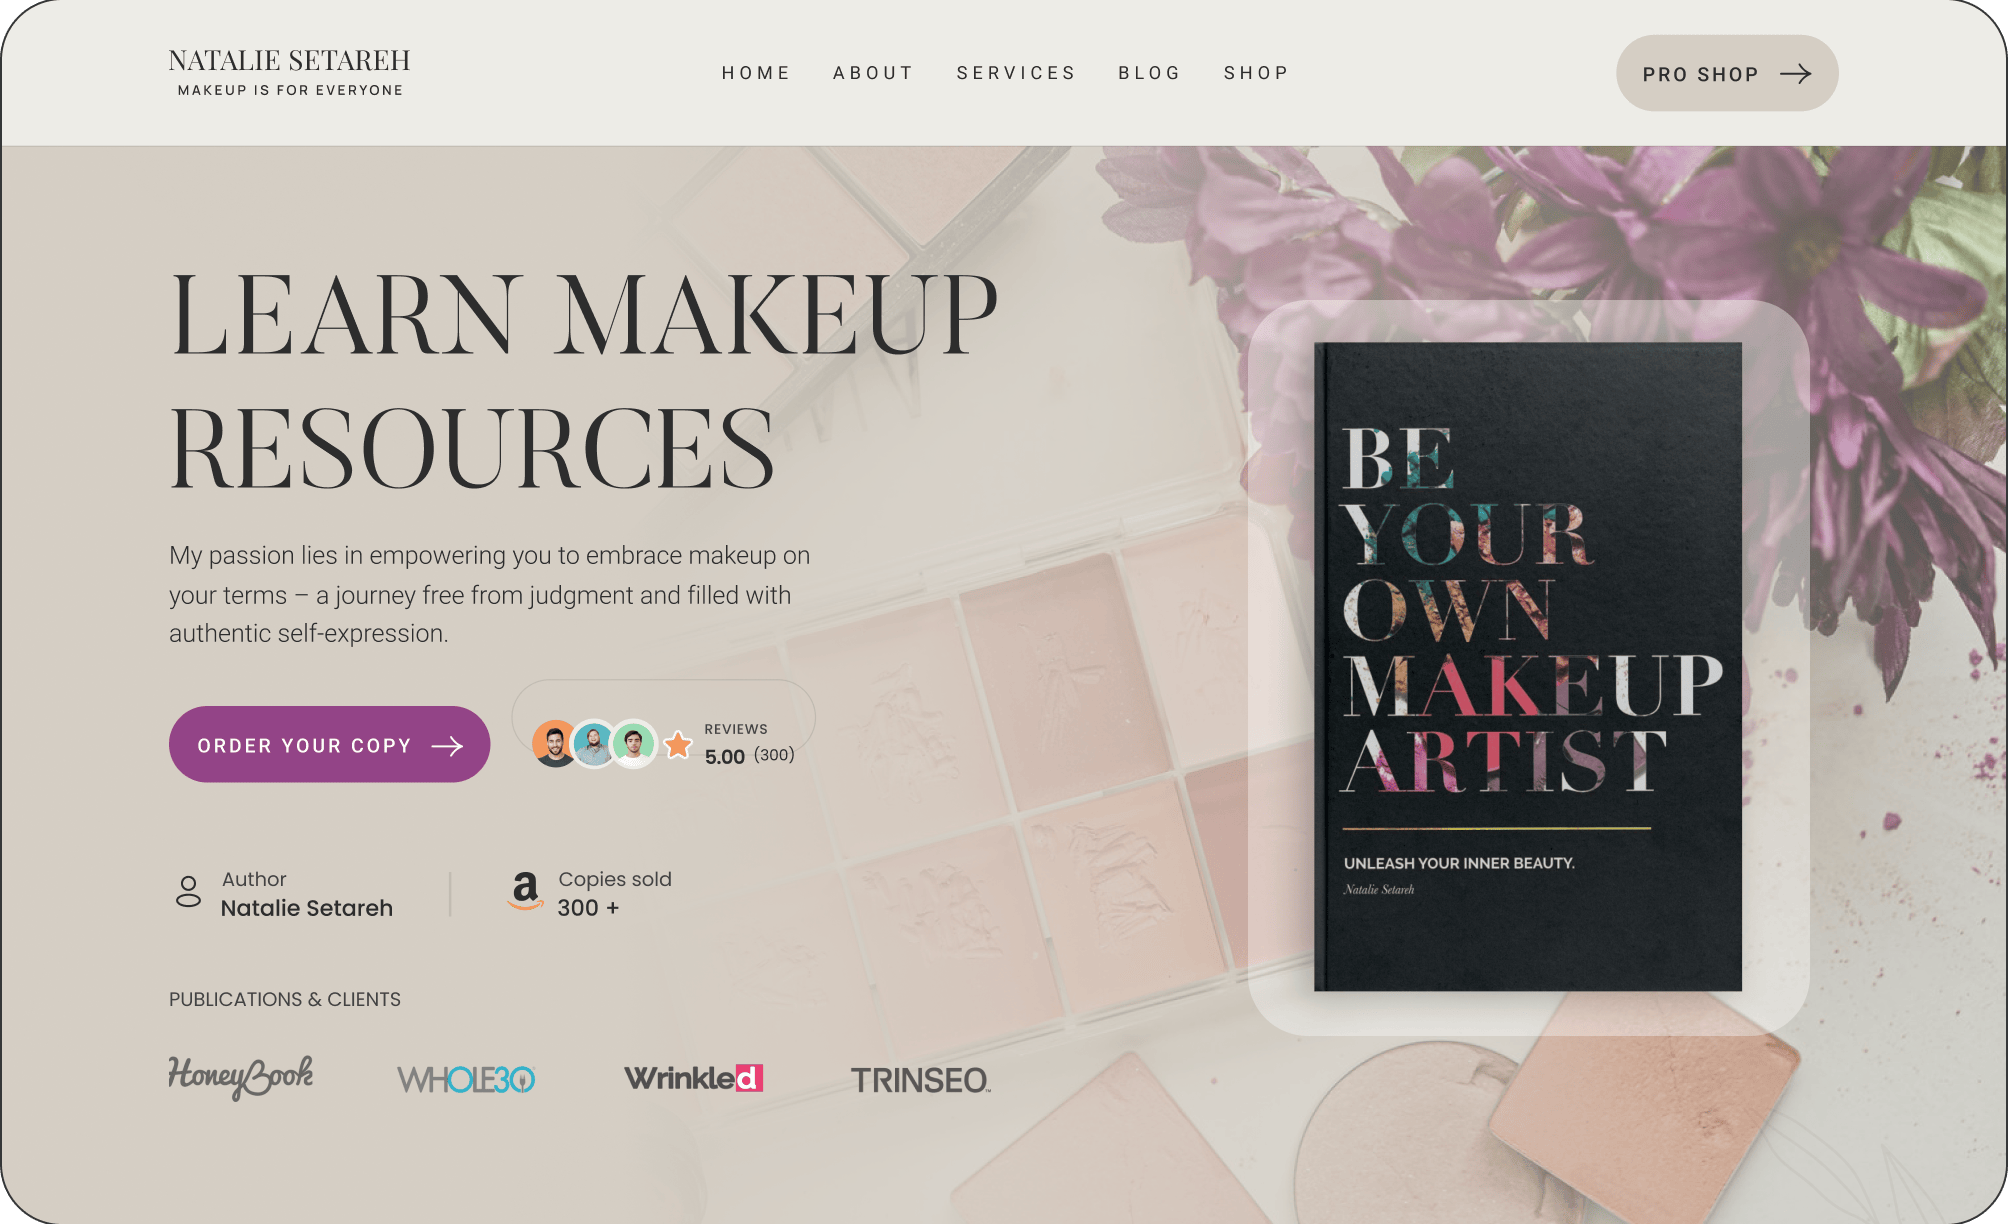 NATALIE SETAREH
MAKEUP IS FOR EVERYONE
HOME ABOUT SERVICES BLOG SHOP
PRO SHOP
LEARN MAKEUP
RESOURCES
My passion lies in empowering you to embrace makeup on
your terms – a journey free from judgment and filled with
authentic self-expression.
ORDER YOUR COPY
REVIEWS
5.00 (300)
Author
Natalie Setareh
a
Copies sold
300 +
PUBLICATIONS & CLIENTS
HoneyBook
WHOLE30
Wrinkled
TRINSEO™
BE
YOUR
OWN
MAKEUP
ARTIST
UNLEASH YOUR INNER BEAUTY.
Natalie Setareh